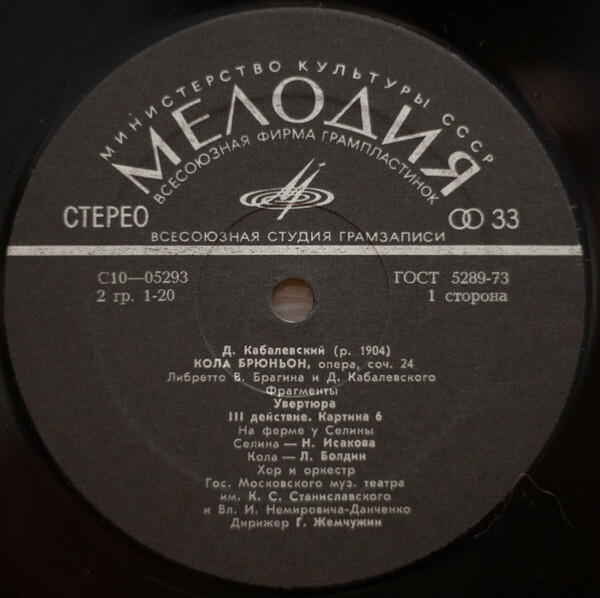 МИНИСТЕРСТВО КУЛЬТУРЫ СССР
МЕЛОДИЯ
ВСЕСОЮЗНАЯ ФИРМА ГРАМПЛАСТИНОК
СТЕРЕО 33
ВСЕСОЮЗНАЯ СТУДИЯ ГРАМЗАПИСИ
С10—05293 ГОСТ 5289-73
2 гр. 1-20 1 сторона
Д. Кабалевский (р. 1904)
КОЛА БРЮНЬОН, опера, соч. 24
Либретто В. Брагина и Д. Кабалевского
Фрагменты
Увертюра
III действие. Картина 6
На ферме у Селины
Селина — Н. Исакова
Кола — Л. Болдин
Хор и оркестр
Гос. Московского муз. театра
им. К. С. Станиславского
и Вл. И. Немировича-Данченко
Дирижер Г. Жемчужин